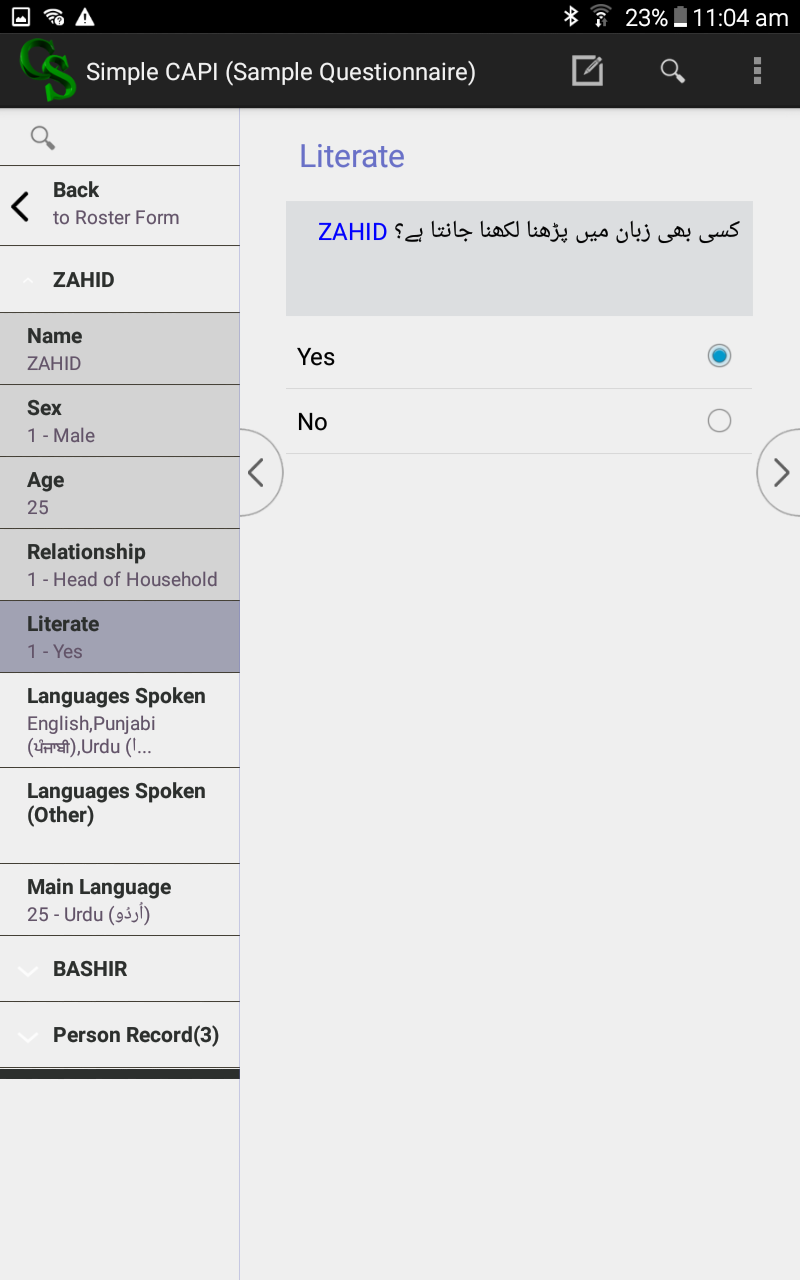 23% 11:04 am
CS Simple CAPI (Sample Questionnaire)
Back
to Roster Form
ZAHID
Name
ZAHID
Sex
1 - Male
Age
25
Relationship
1 - Head of Household
Literate
1 - Yes
Languages Spoken
English,Punjabi
(ਪੰਜਾਬੀ),Urdu (ا...
Languages Spoken
(Other)
Main Language
25 - Urdu (اُردُو)
BASHIR
Person Record(3)
Literate
ZAHID کسی بھی زبان میں پڑھنا لکھنا جانتا ہے؟
Yes
No